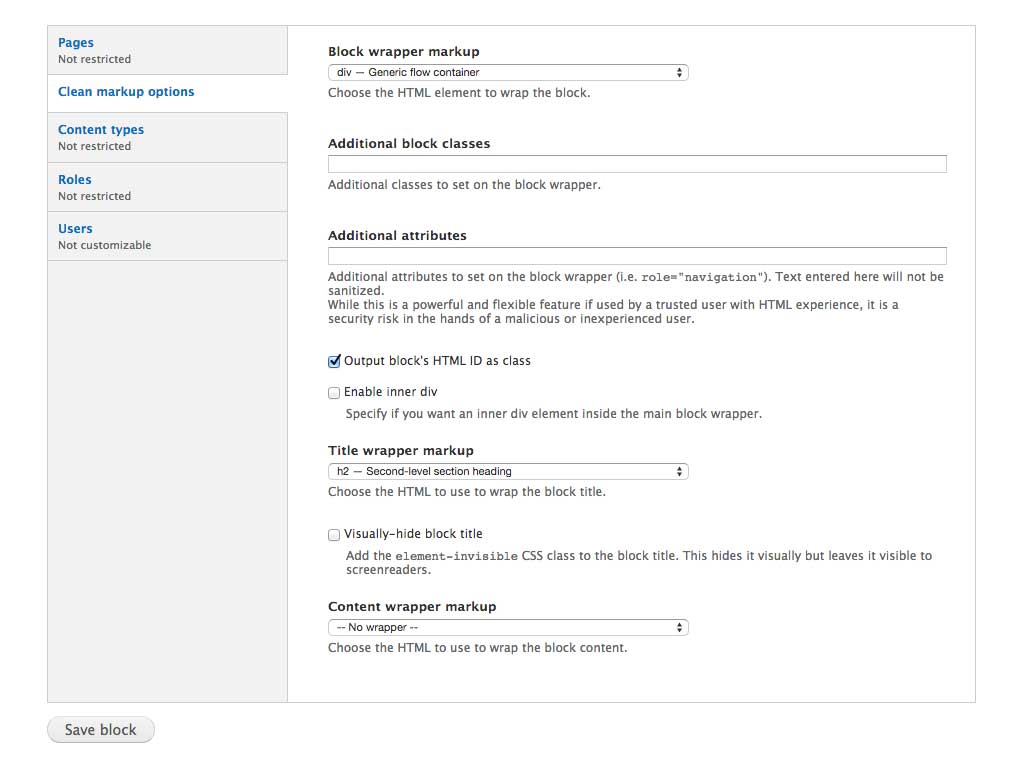 Pages
Not restricted
Clean markup options
Content types
Not restricted
Roles
Not restricted
Users
Not customizable
Block wrapper markup
div — Generic flow container
Choose the HTML element to wrap the block.
Additional block classes
Additional classes to set on the block wrapper.
Additional attributes
Additional attributes to set on the block wrapper (i.e. role="navigation"). Text entered here will not be
sanitized.
While this is a powerful and flexible feature if used by a trusted user with HTML experience, it is a
security risk in the hands of a malicious or inexperienced user.
Output block's HTML ID as class
Enable inner div
Specify if you want an inner div element inside the main block wrapper.
Title wrapper markup
h2 — Second-level section heading
Choose the HTML to use to wrap the block title.
Visually-hide block title
Add the element-invisible CSS class to the block title. This hides it visually but leaves it visible to
screenreaders.
Content wrapper markup
-- No wrapper --
Choose the HTML to use to wrap the block content.
Save block